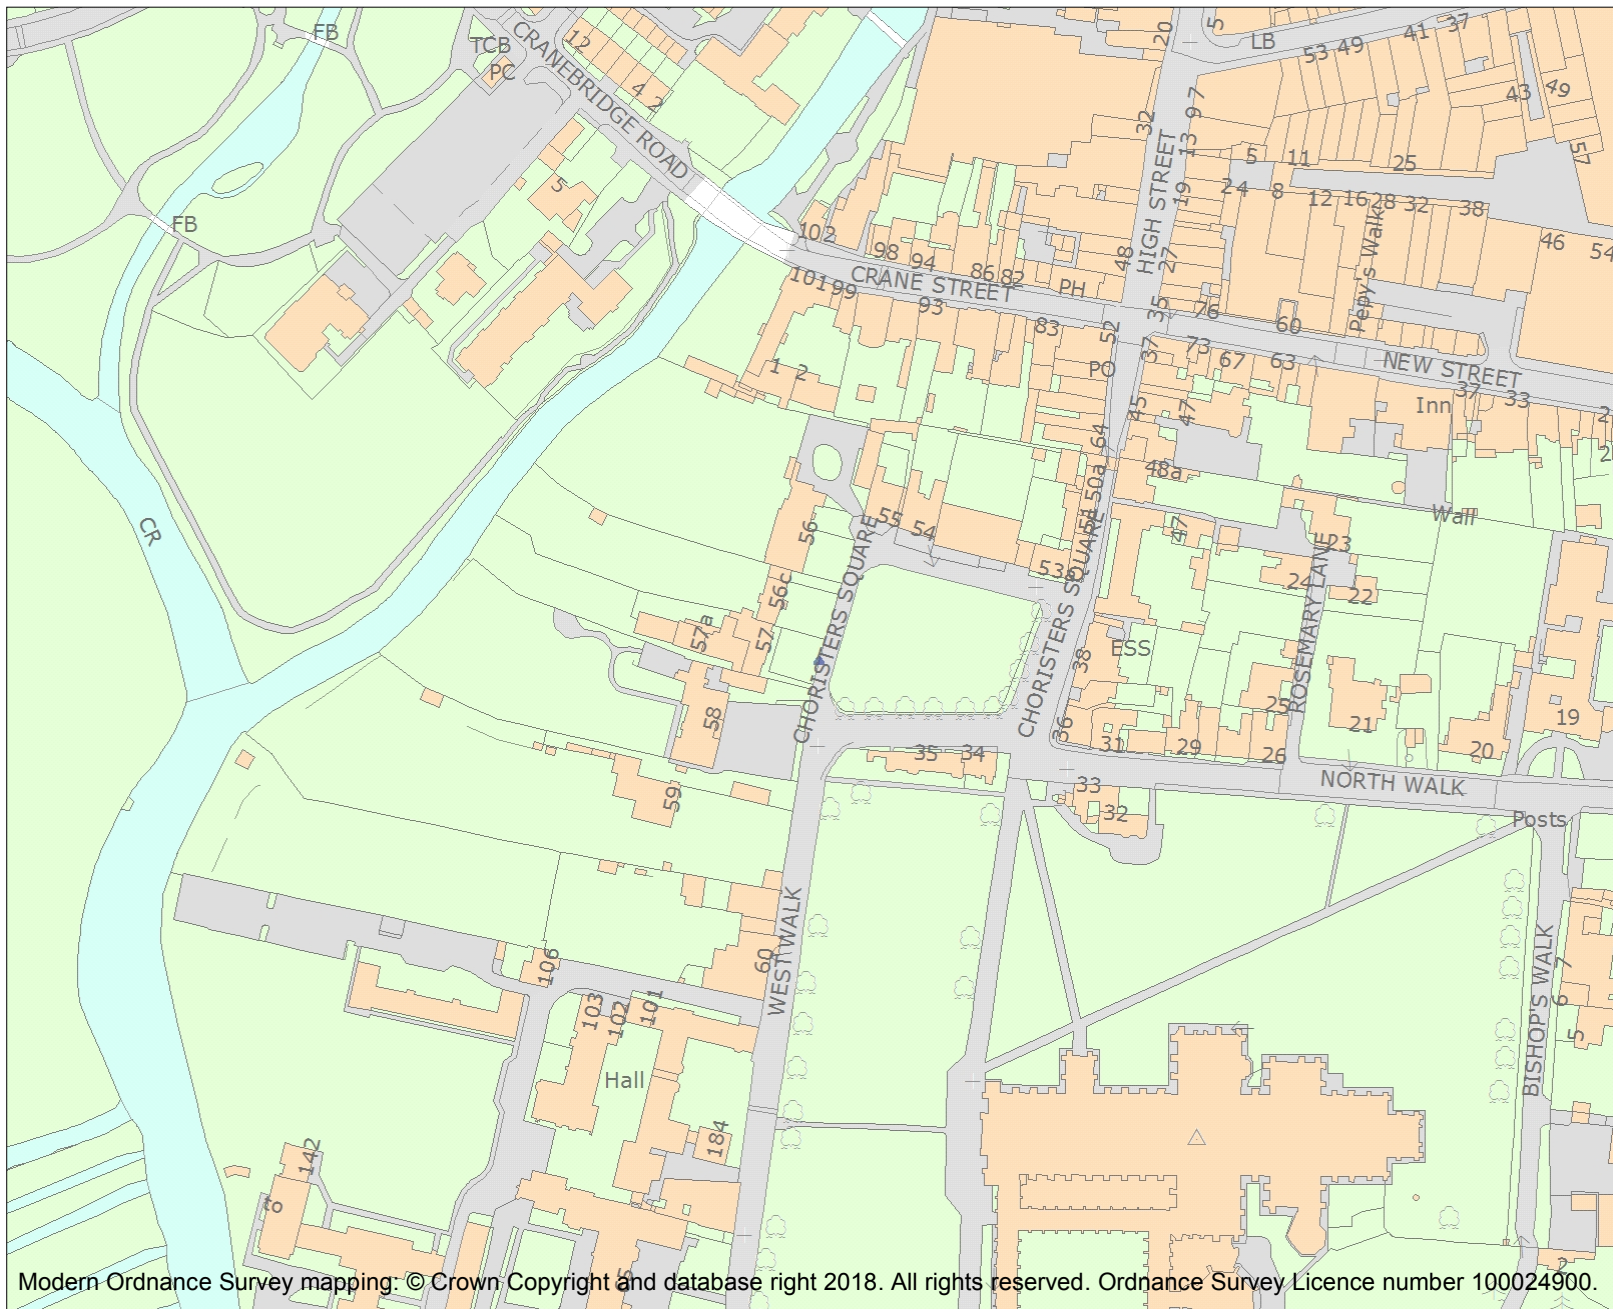 FB
TCB
PC
CRANEBRIDGE ROAD
12
4 2
20
5
LB
53 49
41 37
43 49
57
32
9 7
13
19
HIGH STREET
5
11
25
2 4
8
12 16 28 32
38
46
54
FB
5
102
98 94
86 82
48
27
PH
Pepy's Walk
101 99
CRANE STREET
93
83
52
35
76
60
73
67
63
NEW STREET
37
PO
1 2
45
47
Inn
37
33
64
48a
50a
51
Wall
CR
56
55
54
CHORISTERS SQUARE
53a
CHORISTERS SQUARE
47
23
24
22
ROSEMARY LANE
56c
57a
57
38
ESS
58
36
25
21
19
35 34
31
29
26
20
NORTH WALK
59
33
32
Posts
WEST WALK
60
106
103
102
101
BISHOP'S WALK
7
6
5
Hall
184
142
to
2
Modern Ordnance Survey mapping: © Crown Copyright and database right 2018. All rights reserved. Ordnance Survey Licence number 100024900.